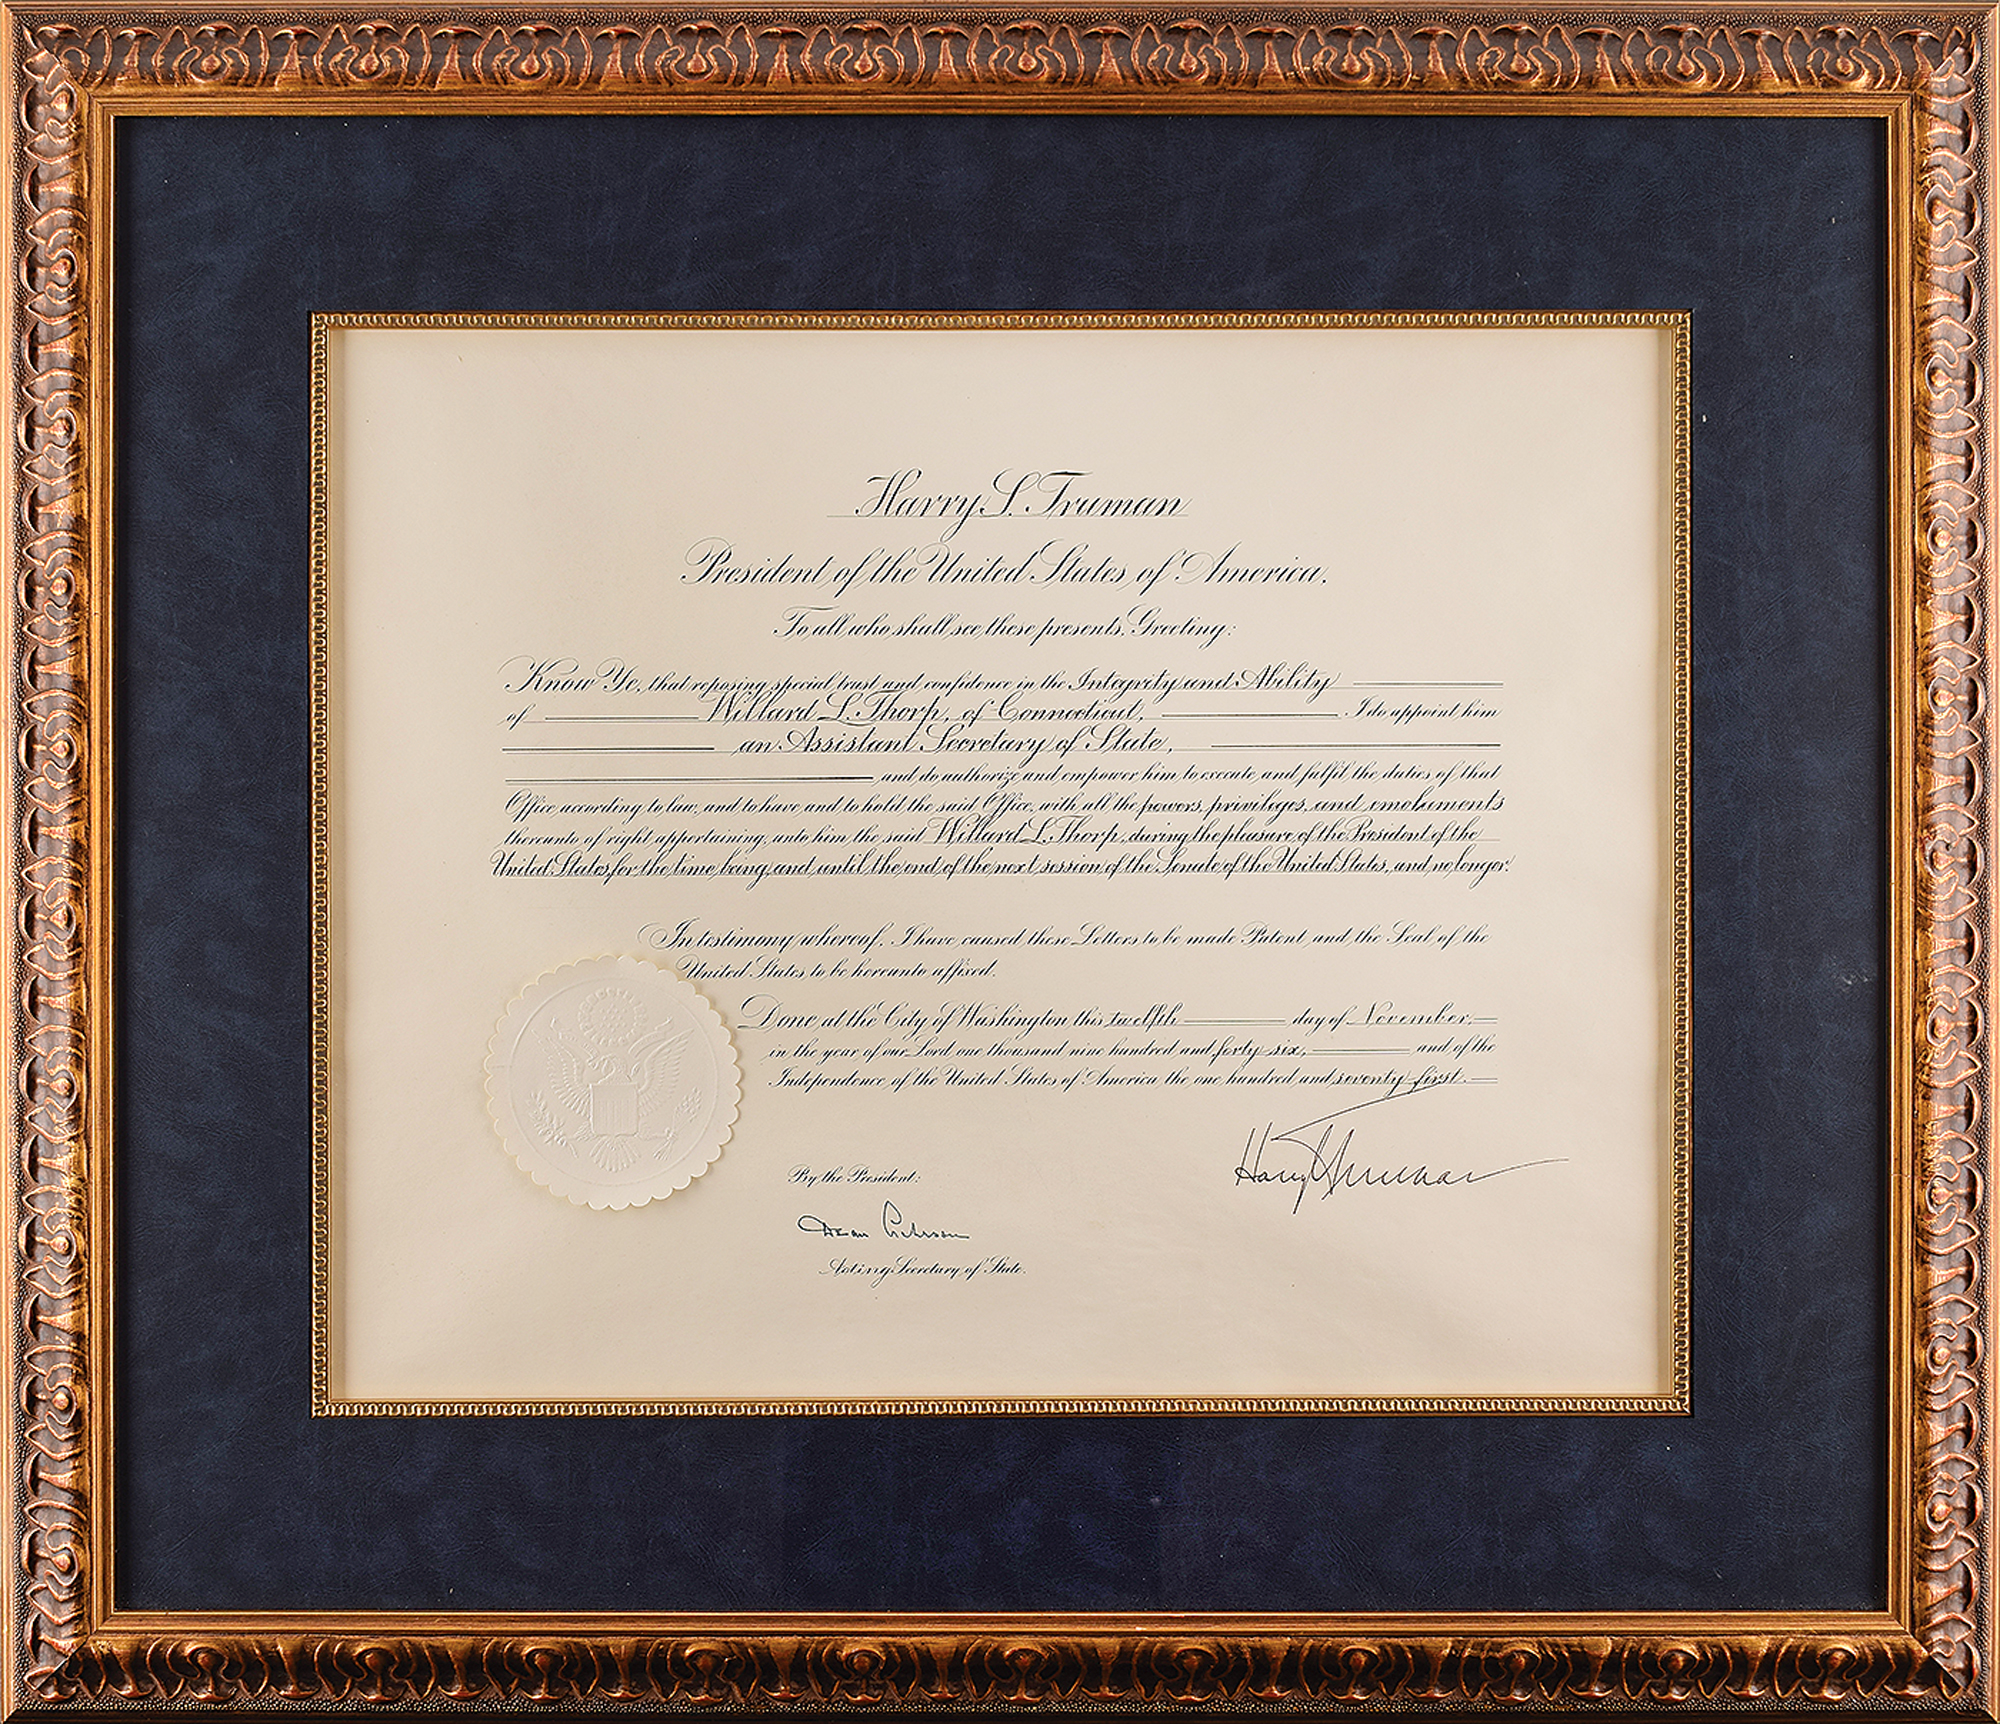 Harry S. Truman
President of the United States of America.
To all who shall see these presents, Greeting:
Know Ye, that reposing special trust and confidence in the Integrity and Ability
of Willard L. Thorp, of Connecticut, I do appoint him
an Assistant Secretary of State,
and do authorize and empower him to execute and fulfil the duties of that
Office according to law, and to have and to hold the said Office, with all the powers, privileges, and emoluments
thereunto of right appertaining, unto him, the said Willard L. Thorp, during the pleasure of the President of the
United States, for the time being, and until the end of the next session of the Senate of the United States, and no longer.
In testimony whereof, I have caused these Letters to be made Patent and the Seal of the
United States to be hereunto affixed.
Done at the City of Washington this twelfth day of November,
in the year of our Lord one thousand nine hundred and forty six, and of the
Independence of the United States of America the one hundred and seventy first.
Harry S. Truman
By the President:
Dean Acheson
Acting Secretary of State.